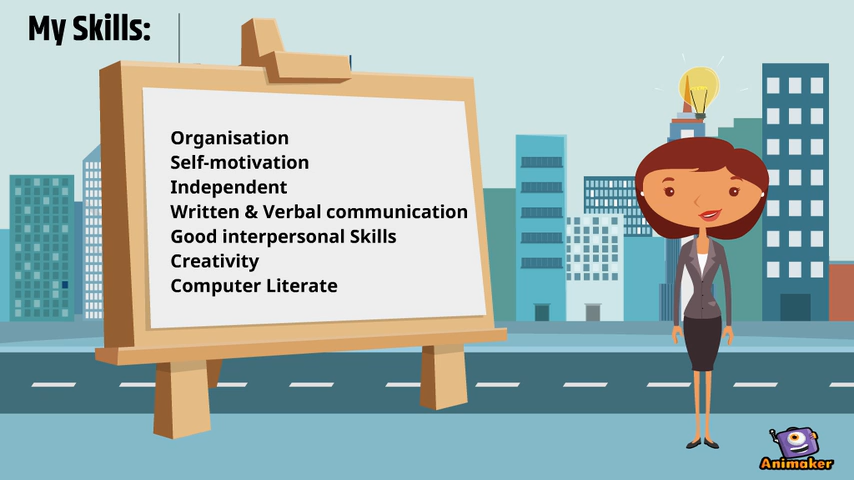 My Skills:
Organisation
Self-motivation
Independent
Written & Verbal communication
Good interpersonal Skills
Creativity
Computer Literate
Animaker